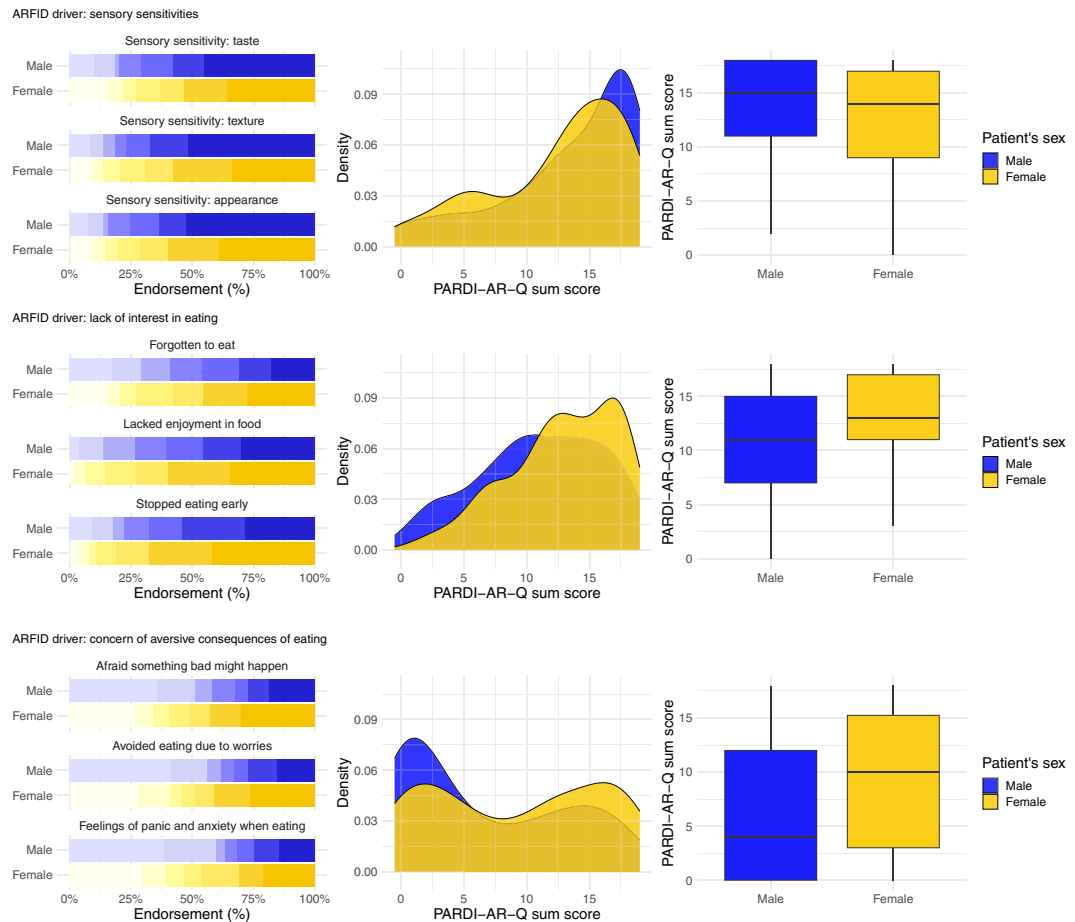 ARFID driver: sensory sensitivities
Sensory sensitivity: taste
Male
Female
Sensory sensitivity: texture
Male
Female
Sensory sensitivity: appearance
Male
Female
0% 25% 50% 75% 100%
Endorsement (%)
Density
0.09
0.06
0.03
0.00
0 5 10 15
PARDI−AR−Q sum score
PARDI−AR−Q sum score
15
10
5
0
Male Female
Patient's sex
Male
Female
ARFID driver: lack of interest in eating
Forgotten to eat
Male
Female
Lacked enjoyment in food
Male
Female
Stopped eating early
Male
Female
0% 25% 50% 75% 100%
Endorsement (%)
Density
0.09
0.06
0.03
0.00
0 5 10 15
PARDI−AR−Q sum score
PARDI−AR−Q sum score
15
10
5
0
Male Female
Patient's sex
Male
Female
ARFID driver: concern of aversive consequences of eating
Afraid something bad might happen
Male
Female
Avoided eating due to worries
Male
Female
Feelings of panic and anxiety when eating
Male
Female
0% 25% 50% 75% 100%
Endorsement (%)
Density
0.09
0.06
0.03
0.00
0 5 10 15
PARDI−AR−Q sum score
PARDI−AR−Q sum score
15
10
5
0
Male Female
Patient's sex
Male
Female